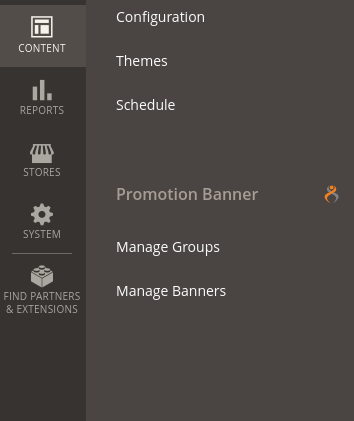 CONTENT
REPORTS
STORES
SYSTEM
FIND PARTNERS
& EXTENSIONS
Configuration
Themes
Schedule
Promotion Banner
Manage Groups
Manage Banners